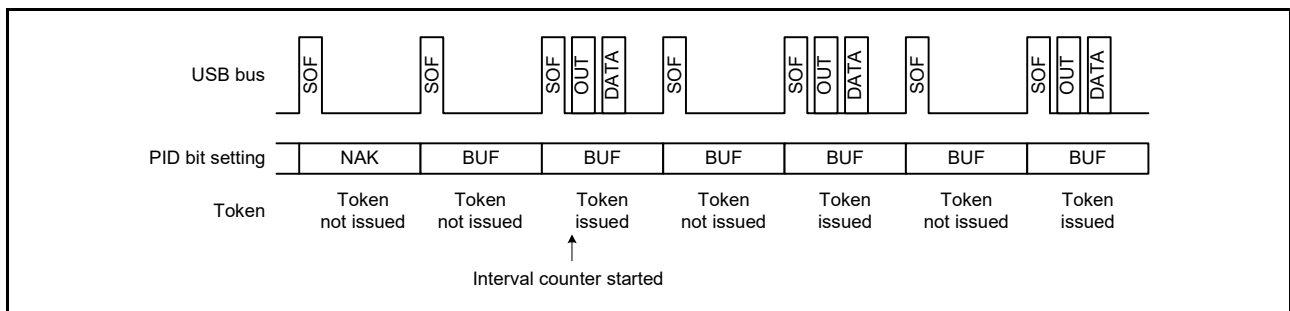 USB bus
SOF
SOF
SOF
OUT
DATA
SOF
SOF
OUT
DATA
SOF
SOF
OUT
DATA
PID bit setting
NAK
BUF
BUF
BUF
BUF
BUF
BUF
Token
Token
not issued
Token
not issued
Token
issued
Token
not issued
Token
issued
Token
not issued
Token
issued
Interval counter started